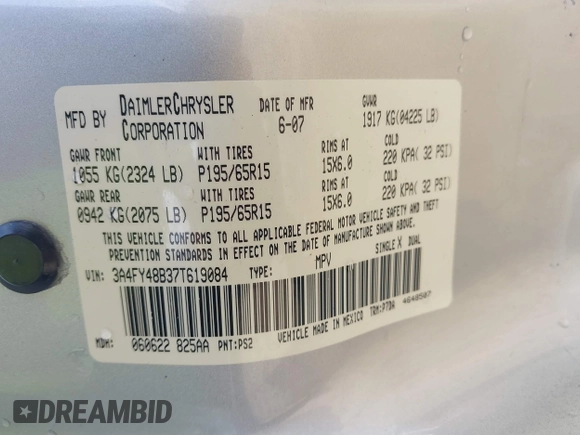 MFD BY DAIMLERCHRYSLER CORPORATION DATE OF MFR 6-07 GVWR 1917 KG(04225 LB)
GAWR FRONT WITH TIRES RIMS AT COLD
1055 KG(2324 LB) P195/65R15 15X6.0 220 KPA( 32 PSI)
GAWR REAR WITH TIRES RIMS AT COLD
0942 KG(2075 LB) P195/65R15 15X6.0 220 KPA( 32 PSI)
THIS VEHICLE CONFORMS TO ALL APPLICABLE FEDERAL MOTOR VEHICLE SAFETY AND THEFT
PREVENTION STANDARDS IN EFFECT ON THE DATE OF MANUFACTURE SHOWN ABOVE.
VIN: 3A4FY48B37T619084 TYPE: MPV SINGLE X DUAL
VEHICLE MADE IN MEXICO TRM:P7DA 4648507
MDH: 060622 825AA PNT:PS2
DREAMBID